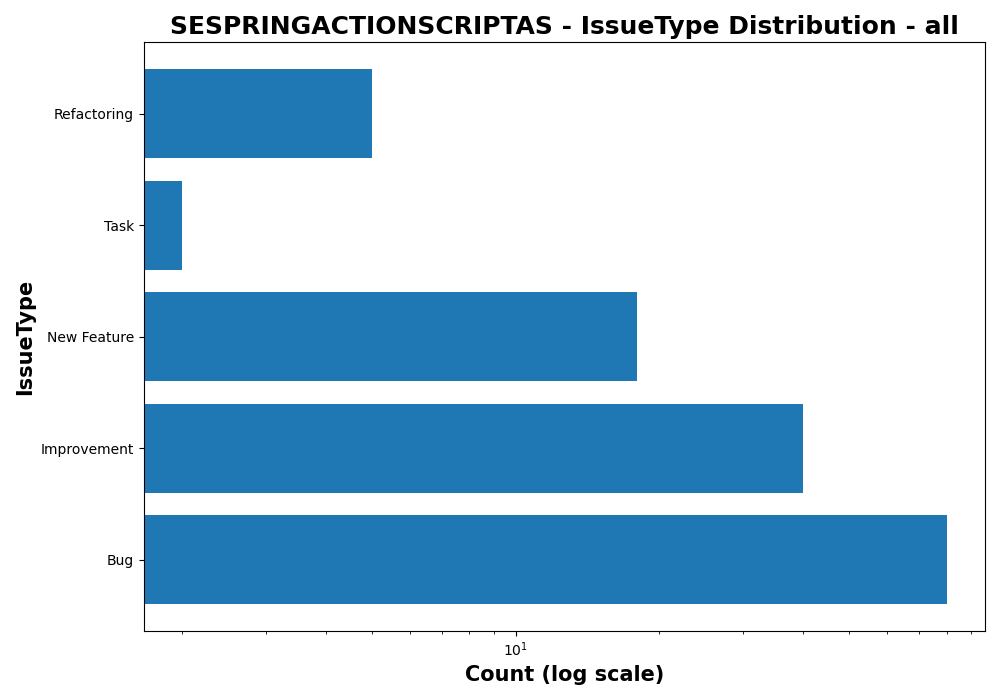 SESPRINGACTIONSCRIPTAS - IssueType Distribution - all
IssueType
Refactoring
Task
New Feature
Improvement
Bug
10¹
Count (log scale)